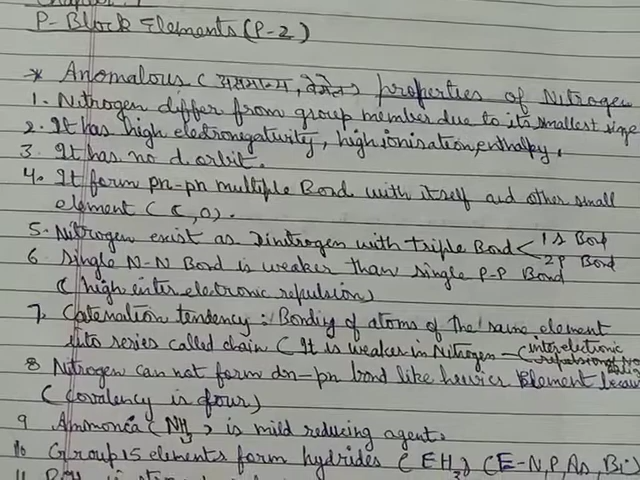 P-Block Elements (P-2)
* Anomalous (असमान्य, बेमेल) properties of Nitrogen
1. Nitrogen differ from group member due to its smallest size
2. It has high electronegativity, high ionisation enthalpy,
3. It has no d orbit.
4. It form pπ-pπ multiple Bond with itself and other small
element (C, O).
5. Nitrogen exist as Dinitrogen with triple Bond < 1 s Bond
2 p Bond
6 Single N-N Bond is weaker than single P-P Bond
(high inter electronic repulsion)
7. Catenation tendency: Bonding of atoms of the same element
into series called chain (It is weaker in Nitrogen - (interelectronic
repulsion
8 Nitrogen can not form dπ-pπ bond like heavier Element becau
(Covalency is four)
9 Ammonia (NH3) is mild reducing agent.
10 Group 15 elements form hydrides (EH3) (E-N, P, As, Bi)
11